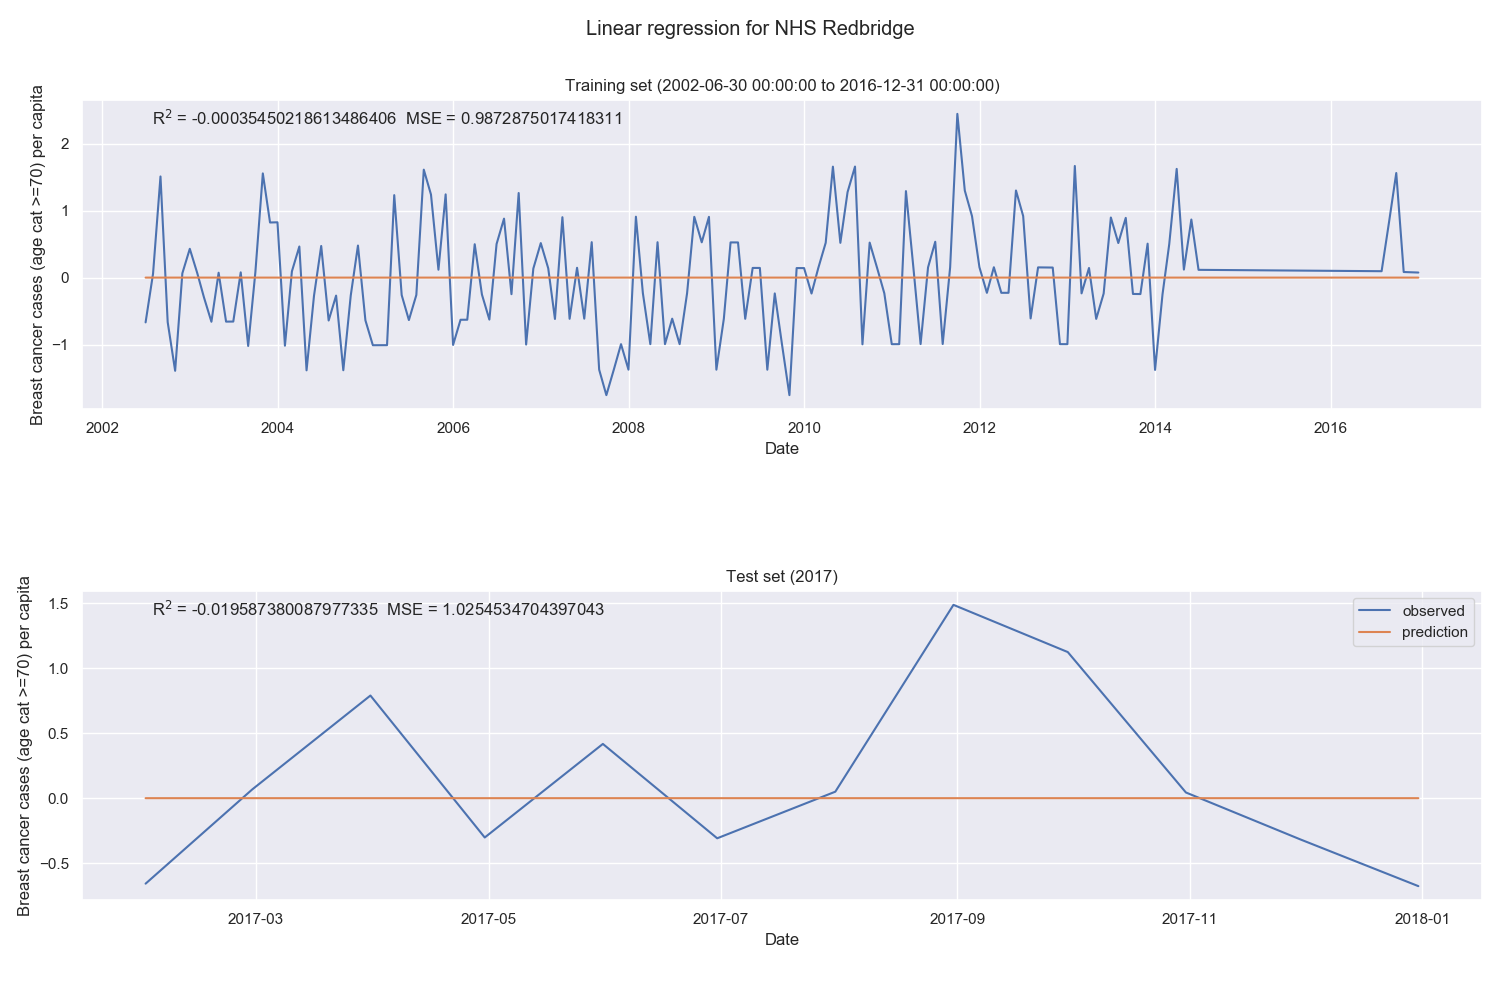 Linear regression for NHS Redbridge
Training set (2002-06-30 00:00:00 to 2016-12-31 00:00:00)
R² = -0.00035450218613486406 MSE = 0.9872875017418311
Breast cancer cases (age cat >=70) per capita
2
1
0
−1
2002 2004 2006 2008 2010 2012 2014 2016
Date
Test set (2017)
R² = -0.019587380087977335 MSE = 1.0254534704397043
observed
prediction
Breast cancer cases (age cat >=70) per capita
1.5
1.0
0.5
0.0
−0.5
2017-03 2017-05 2017-07 2017-09 2017-11 2018-01
Date